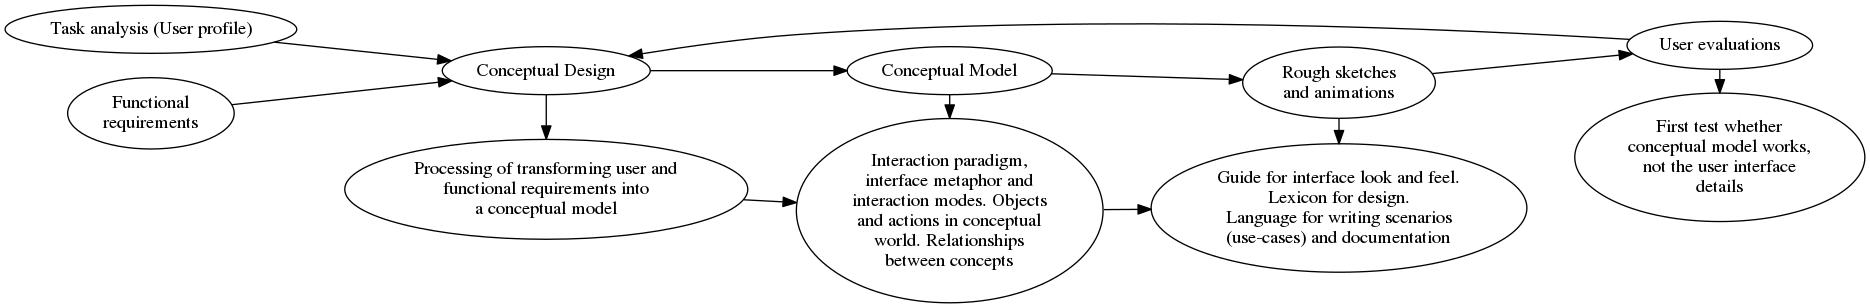 Task analysis (User profile)
Functional
requirements
Conceptual Design
Processing of transforming user and
functional requirements into
a conceptual model
Conceptual Model
Interaction paradigm,
interface metaphor and
interaction modes. Objects
and actions in conceptual
world. Relationships
between concepts
Rough sketches
and animations
Guide for interface look and feel.
Lexicon for design.
Language for writing scenarios
(use-cases) and documentation
User evaluations
First test whether
conceptual model works,
not the user interface
details